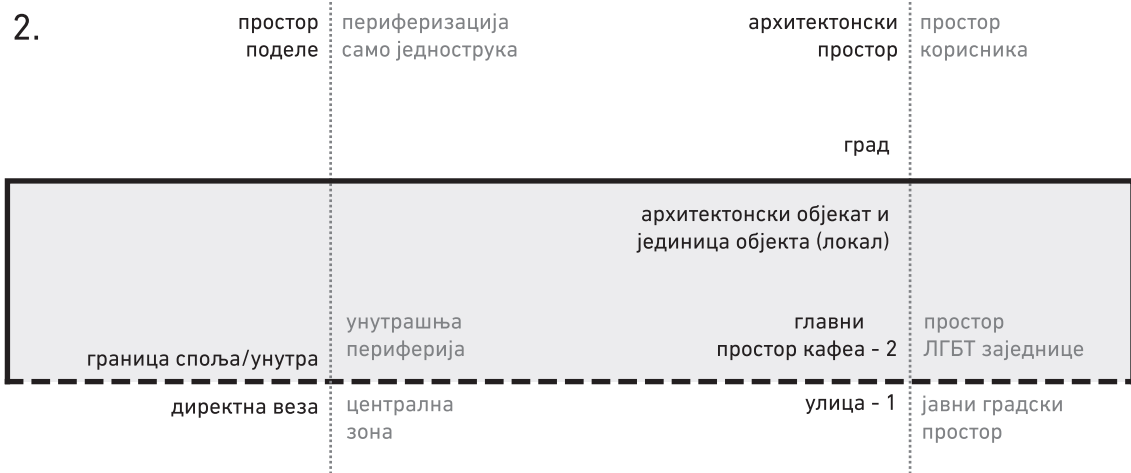 2.
простор
поделе
периферизација
само једнострука
архитектонски
простор
простор
корисника
град
архитектонски објекат и
јединица објекта (локал)
граница споља/унутра
унутрашња
периферија
главни
простор кафеа - 2
простор
ЛГБТ заједнице
директна веза
централна
зона
улица - 1
јавни градски
простор